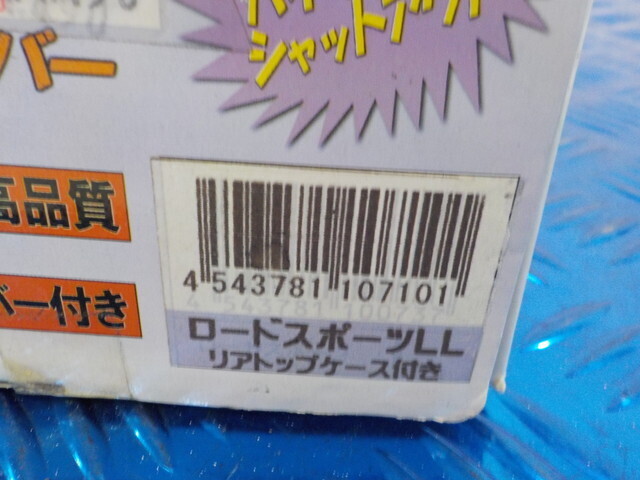 シャットアウト
バー
高品質
バー付き
4 543781 107101
ロードスポーツLL
リアトップケース付き